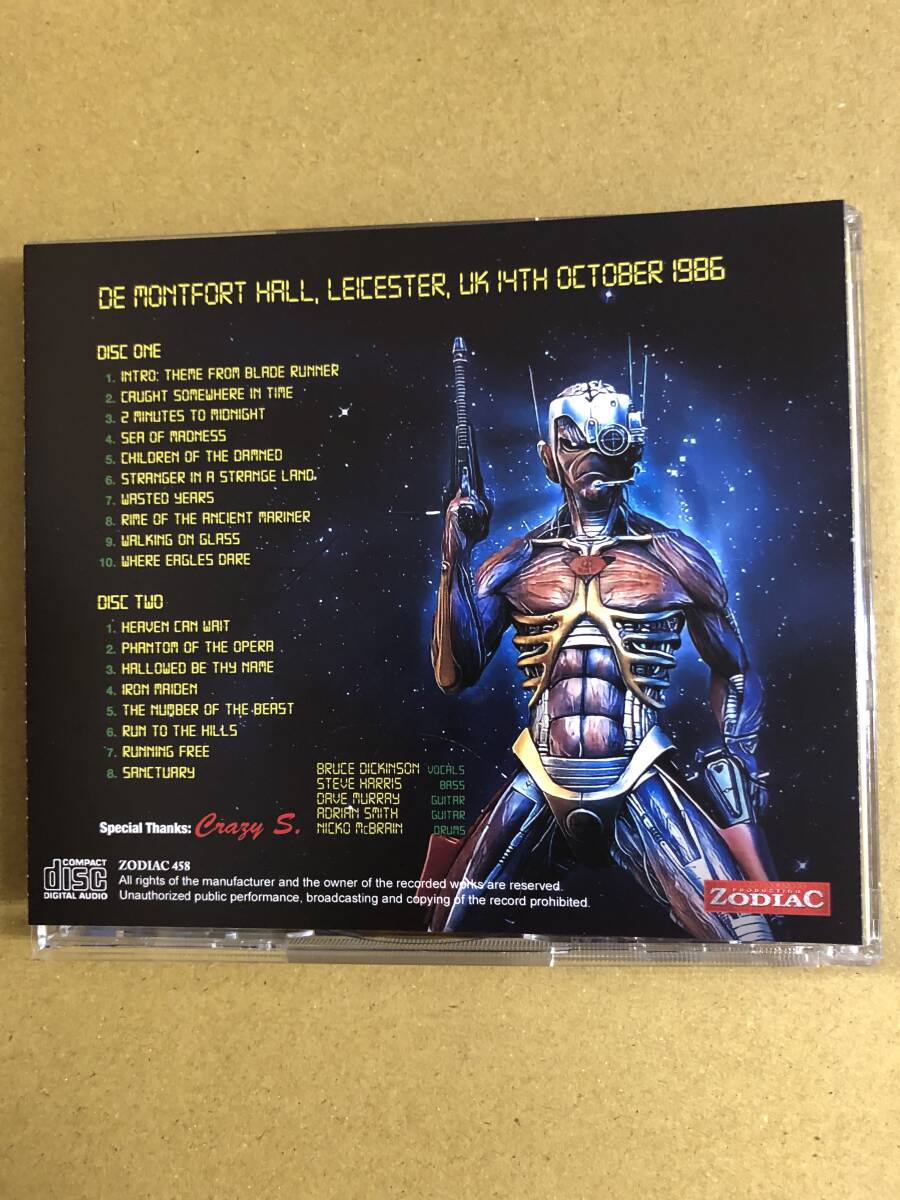 DE MONTFORT HALL, LEICESTER, UK 14TH OCTOBER 1986
DISC ONE
1. INTRO: THEME FROM BLADE RUNNER
2. CAUGHT SOMEWHERE IN TIME
3. 2 MINUTES TO MIDNIGHT
4. SEA OF MADNESS
5. CHILDREN OF THE DAMNED
6. STRANGER IN A STRANGE LAND
7. WASTED YEARS
8. RIME OF THE ANCIENT MARINER
9. WALKING ON GLASS
10. WHERE EAGLES DARE
DISC TWO
1. HEAVEN CAN WAIT
2. PHANTOM OF THE OPERA
3. HALLOWED BE THY NAME
4. IRON MAIDEN
5. THE NUMBER OF THE BEAST
6. RUN TO THE HILLS
7. RUNNING FREE
8. SANCTUARY
BRUCE DICKINSON VOCALS
STEVE HARRIS BASS
DAVE MURRAY GUITAR
ADRIAN SMITH GUITAR
NICKO McBRAIN DRUMS
Special Thanks: Crazy S.
COMPACT
disc
DIGITAL AUDIO
ZODIAC 458
All rights of the manufacturer and the owner of the recorded works are reserved.
Unauthorized public performance, broadcasting and copying of the record prohibited.
PRODUCTION
ZODIAC